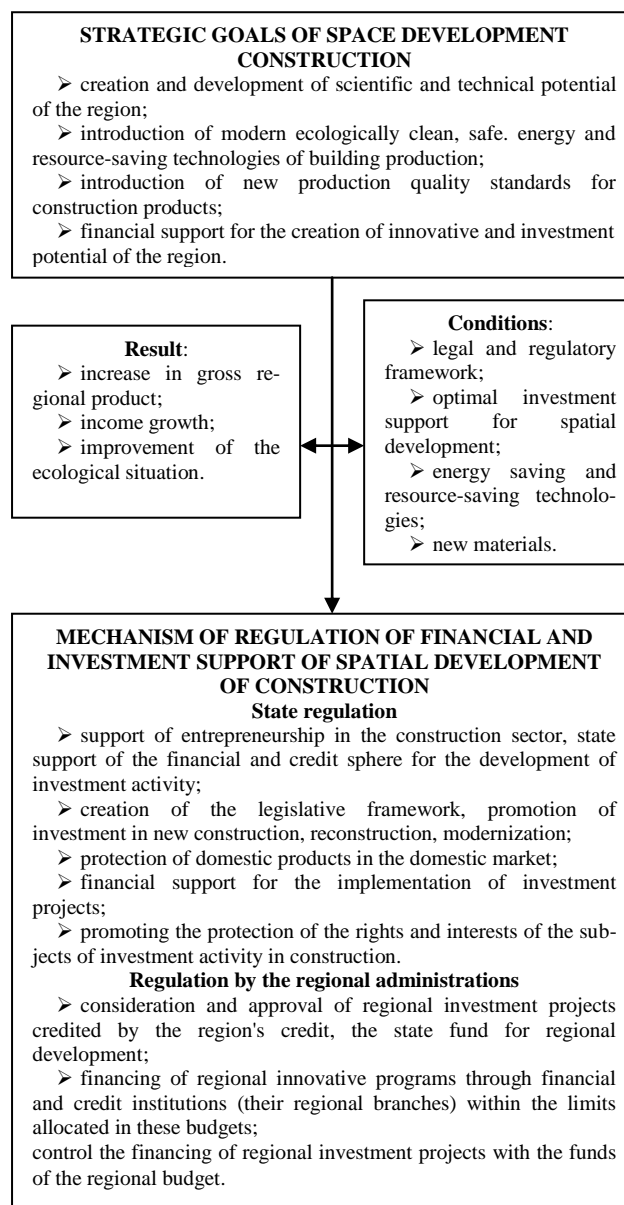 STRATEGIC GOALS OF SPACE DEVELOPMENT
CONSTRUCTION
➢ creation and development of scientific and technical potential
of the region;
➢ introduction of modern ecologically clean, safe. energy and
resource-saving technologies of building production;
➢ introduction of new production quality standards for
construction products;
➢ financial support for the creation of innovative and investment
potential of the region.
Result:
➢ increase in gross re-
gional product;
➢ income growth;
➢ improvement of the
ecological situation.
Conditions:
➢ legal and regulatory
framework;
➢ optimal investment
support for spatial
development;
➢ energy saving and
resource-saving technolo-
gies;
➢ new materials.
MECHANISM OF REGULATION OF FINANCIAL AND
INVESTMENT SUPPORT OF SPATIAL DEVELOPMENT
OF CONSTRUCTION
State regulation
➢ support of entrepreneurship in the construction sector, state
support of the financial and credit sphere for the development of
investment activity;
➢ creation of the legislative framework, promotion of
investment in new construction, reconstruction, modernization;
➢ protection of domestic products in the domestic market;
➢ financial support for the implementation of investment
projects;
➢ promoting the protection of the rights and interests of the sub-
jects of investment activity in construction.
Regulation by the regional administrations
➢ consideration and approval of regional investment projects
credited by the region's credit, the state fund for regional
development;
➢ financing of regional innovative programs through financial
and credit institutions (their regional branches) within the limits
allocated in these budgets;
control the financing of regional investment projects with the funds
of the regional budget.